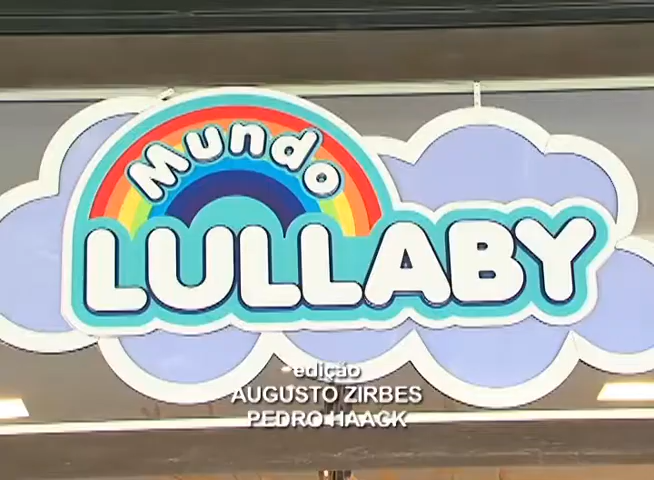 Mundo
LULLABY
edição
AUGUSTO ZIRBES
PEDRO HAACK